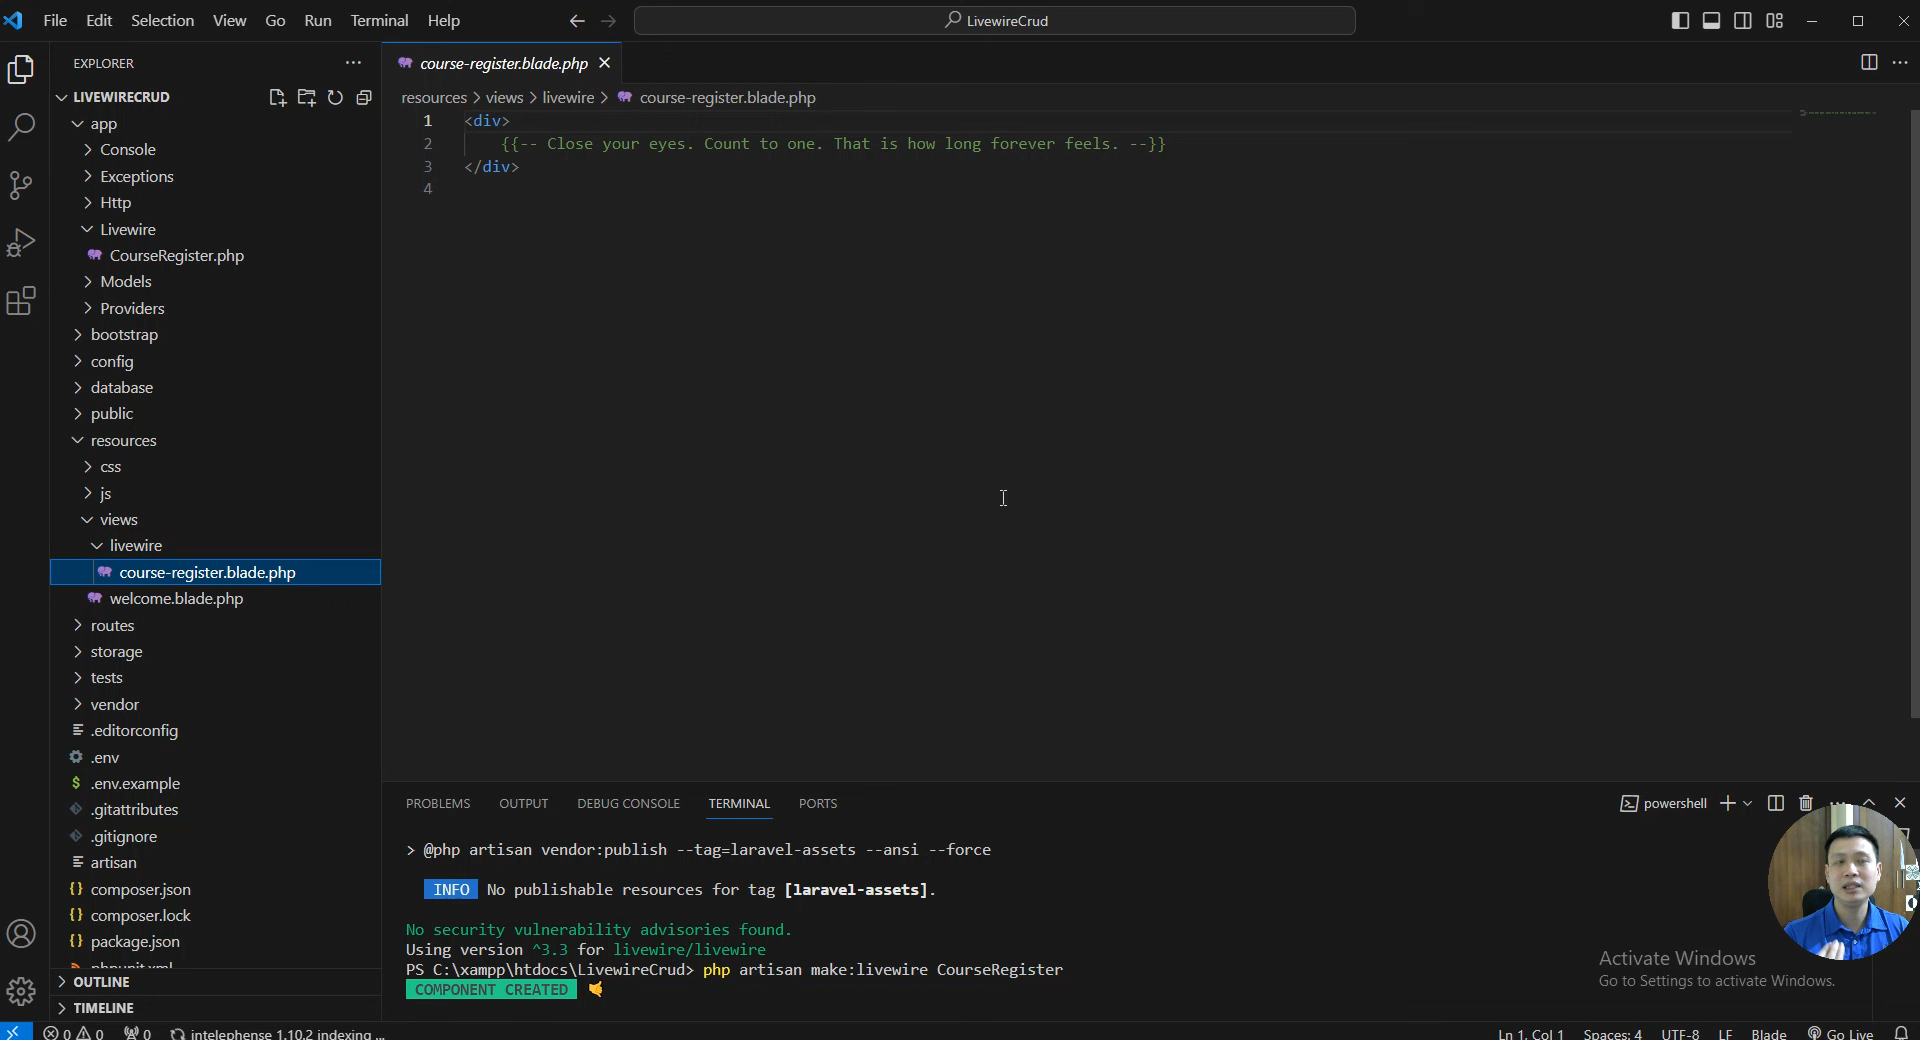 File Edit Selection View Go Run Terminal Help
LivewireCrud
EXPLORER
course-register.blade.php
LIVEWIRECRUD
resources > views > livewire > course-register.blade.php
app
Console
Exceptions
Http
Livewire
CourseRegister.php
Models
Providers
bootstrap
config
database
public
resources
css
js
views
livewire
course-register.blade.php
welcome.blade.php
routes
storage
tests
vendor
.editorconfig
.env
.env.example
.gitattributes
.gitignore
artisan
composer.json
composer.lock
package.json
phpunit.xml
OUTLINE
TIMELINE
1 <div>
2 {{-- Close your eyes. Count to one. That is how long forever feels. --}}
3 </div>
4
PROBLEMS OUTPUT DEBUG CONSOLE TERMINAL PORTS
powershell
> @php artisan vendor:publish --tag=laravel-assets --ansi --force
INFO No publishable resources for tag [laravel-assets].
No security vulnerability advisories found.
Using version ^3.3 for livewire/livewire
PS C:\xampp\htdocs\LivewireCrud> php artisan make:livewire CourseRegister
COMPONENT CREATED 🤙
Activate Windows
Go to Settings to activate Windows.
0 0 0 intelephense 1.10.2 indexing ...
Ln 1, Col 1 Spaces: 4 UTF-8 LF Blade Go Live